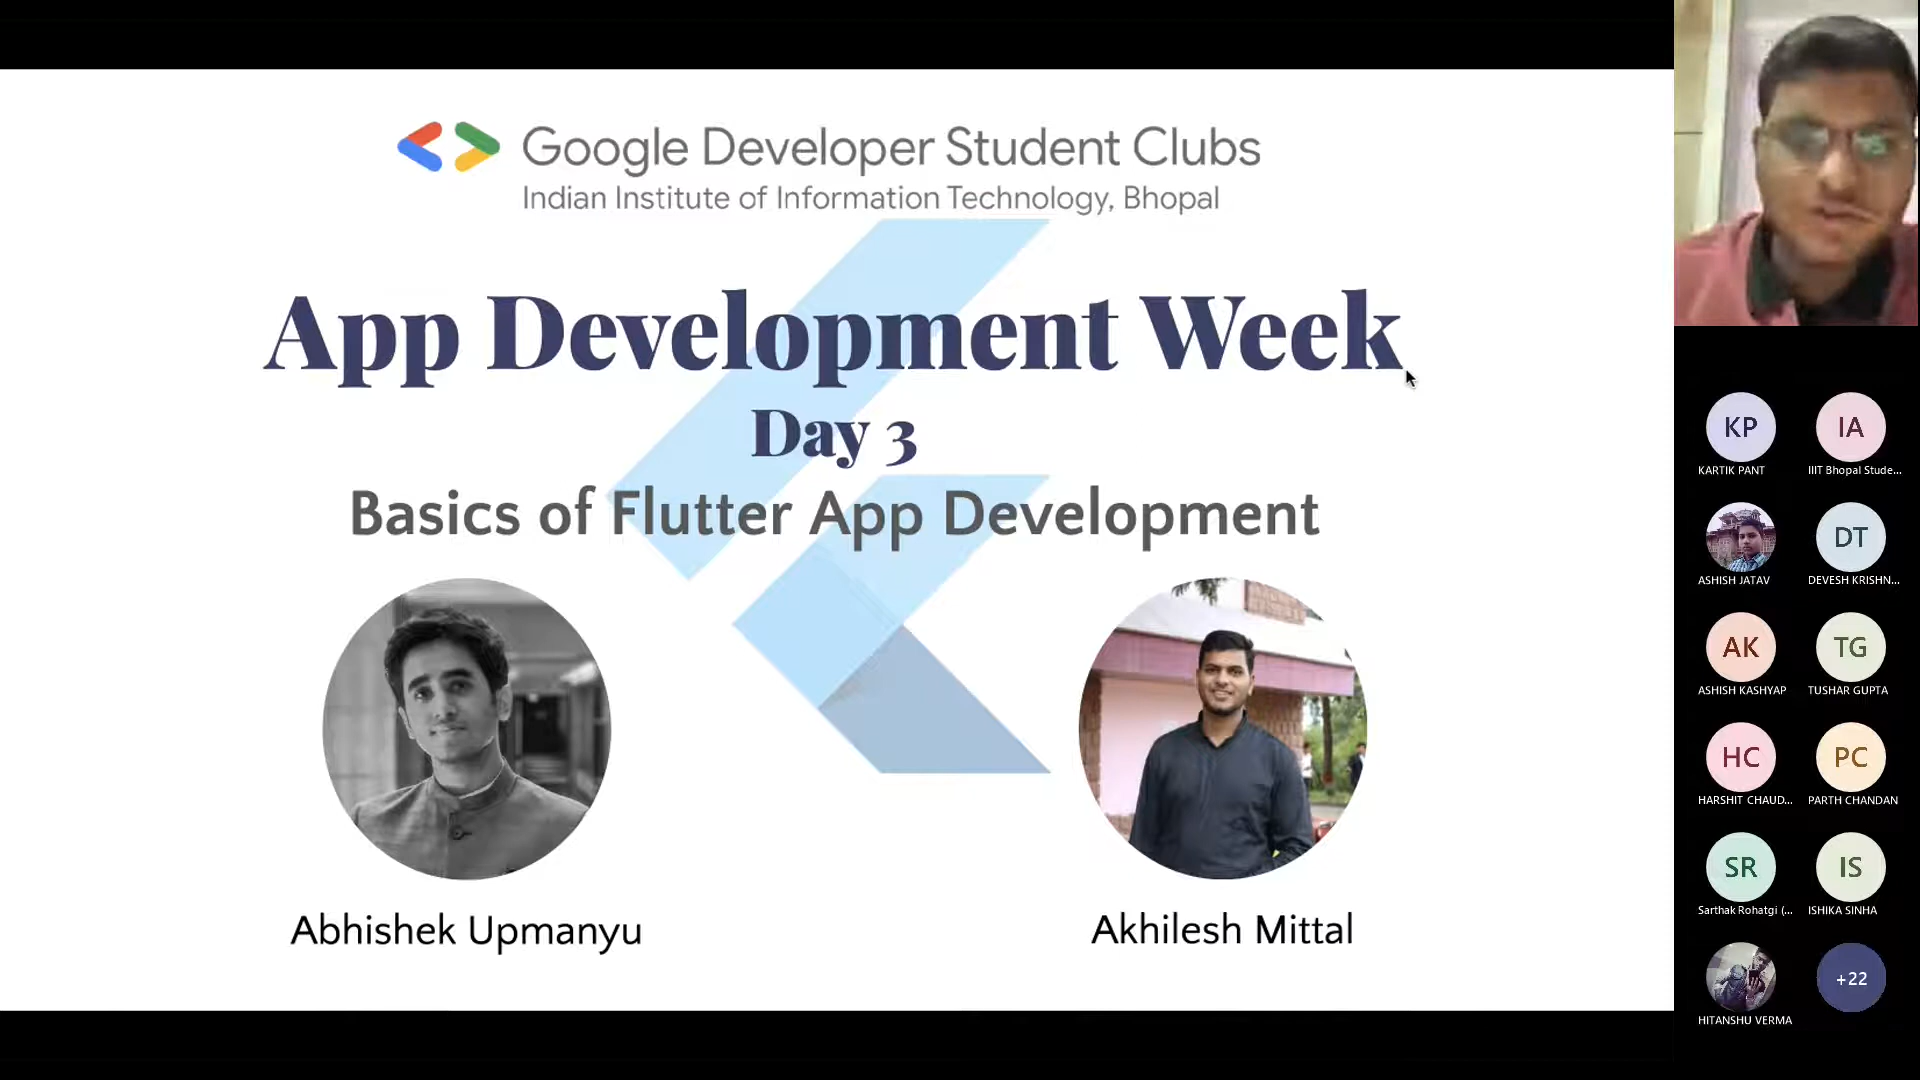 Google Developer Student Clubs
Indian Institute of Information Technology, Bhopal
App Development Week
Day 3
Basics of Flutter App Development
Abhishek Upmanyu
Akhilesh Mittal
KP
KARTIK PANT
IA
IIIT Bhopal Stude...
ASHISH JATAV
DT
DEVESH KRISHN...
AK
ASHISH KASHYAP
TG
TUSHAR GUPTA
HC
HARSHIT CHAUD...
PC
PARTH CHANDAN
SR
Sarthak Rohatgi (...
IS
ISHIKA SINHA
HITANSHU VERMA
+22